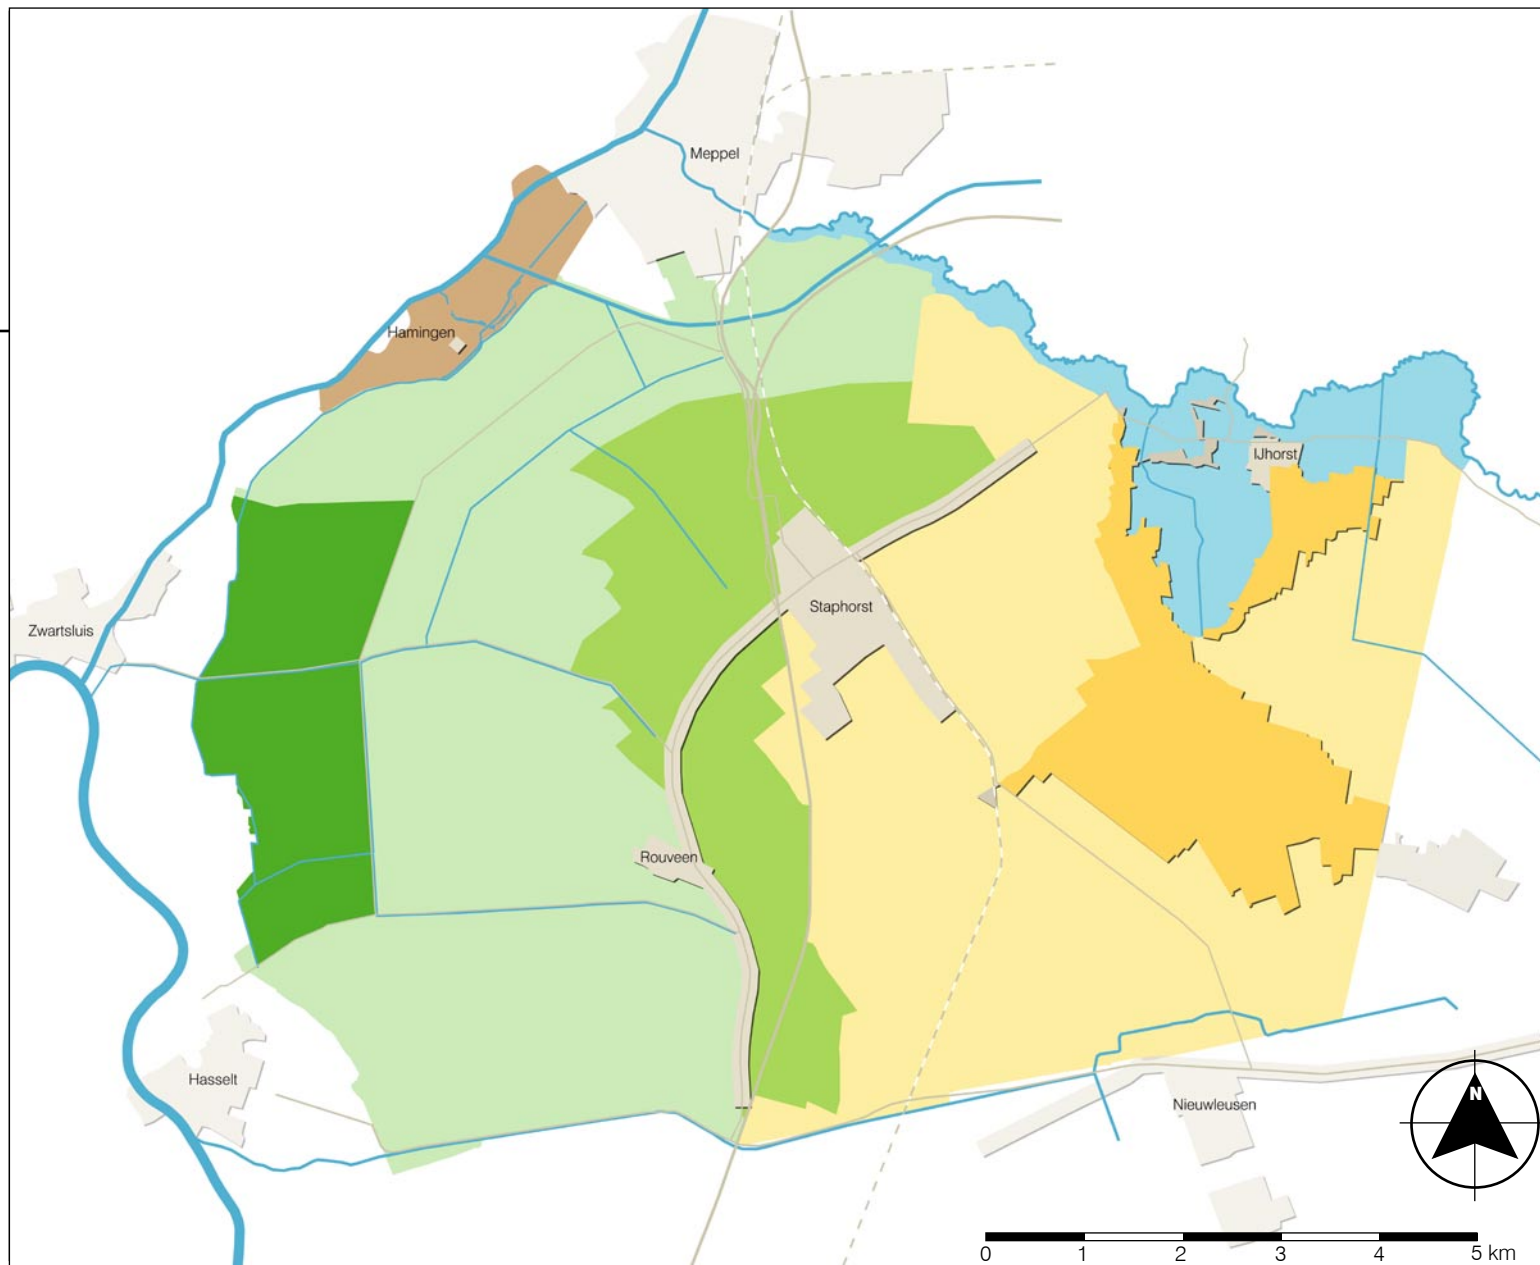 Meppel
Hamingen
IJhorst
Staphorst
Zwartsluis
Rouveen
Hasselt
Nieuwleusen
N
0 1 2 3 4 5 km